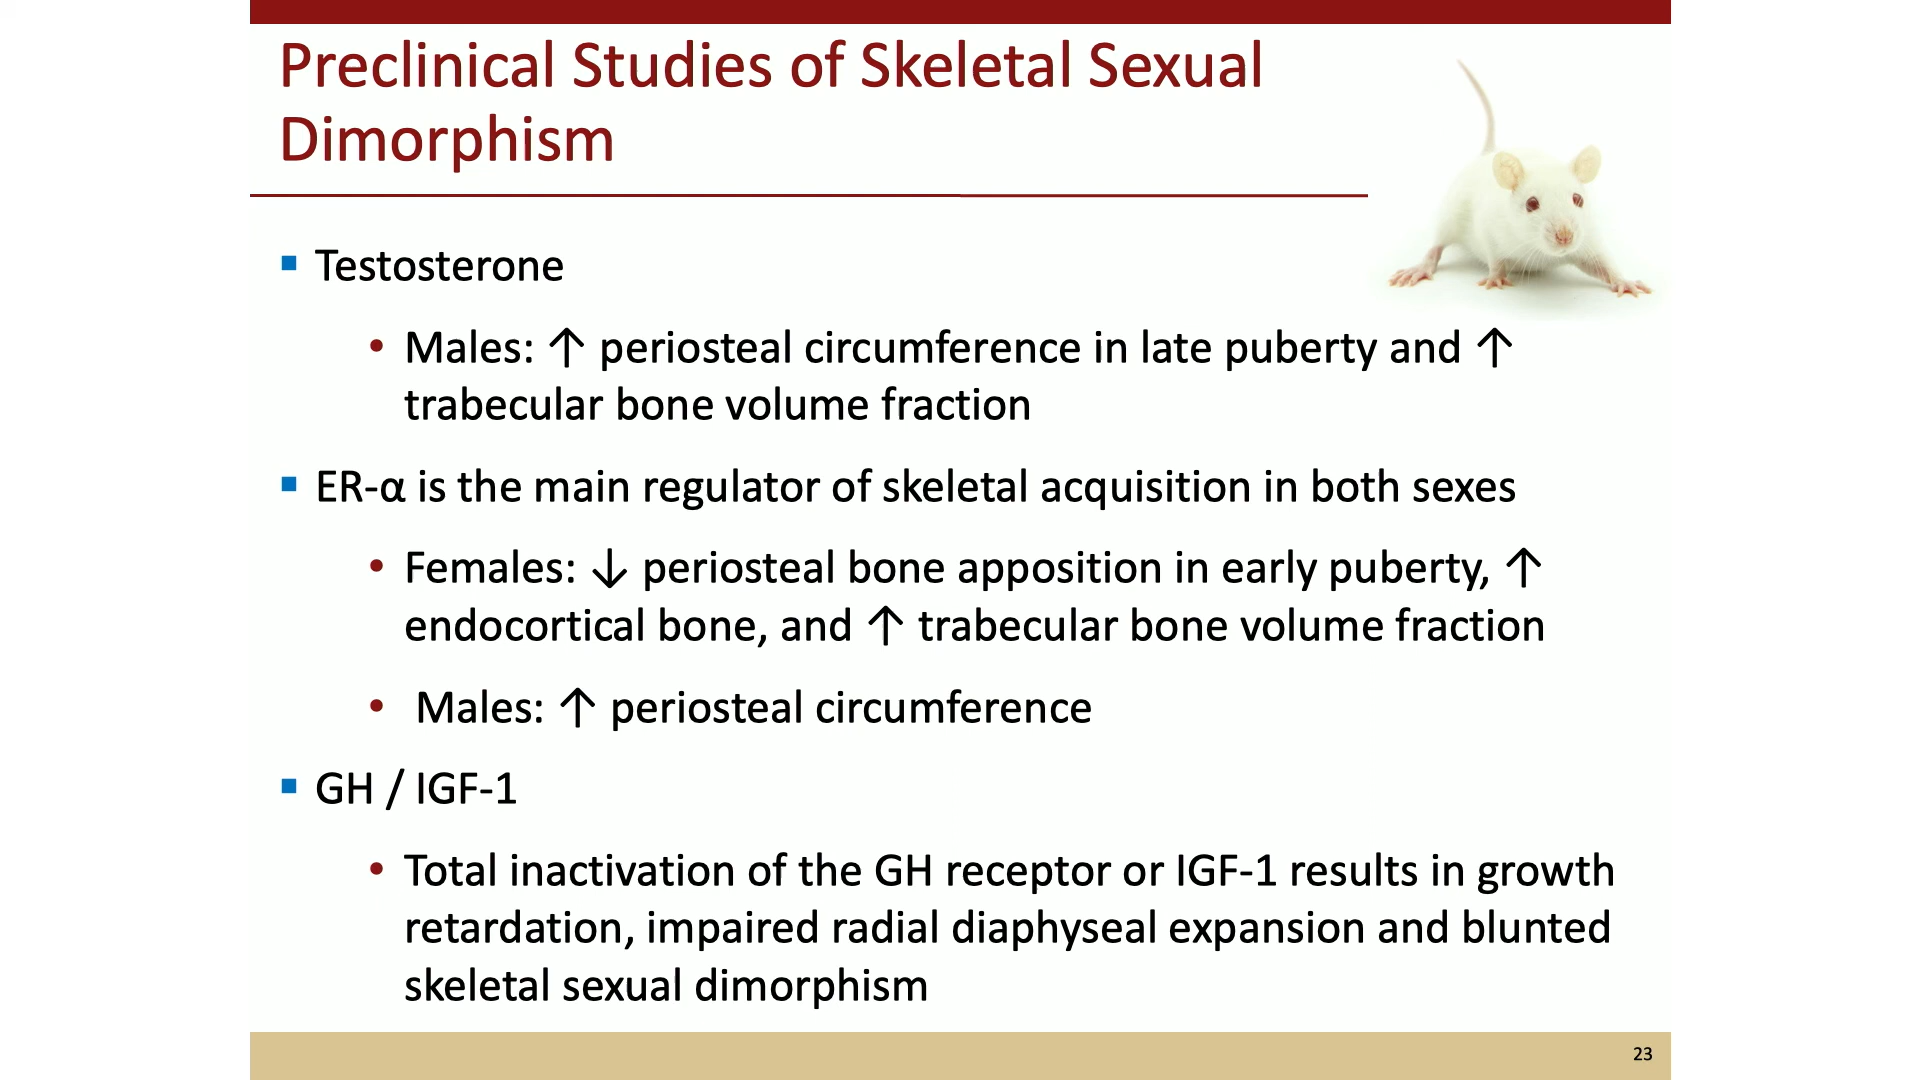 Preclinical Studies of Skeletal Sexual
Dimorphism
▪ Testosterone
• Males: ↑ periosteal circumference in late puberty and ↑
trabecular bone volume fraction
▪ ER-α is the main regulator of skeletal acquisition in both sexes
• Females: ↓ periosteal bone apposition in early puberty, ↑
endocortical bone, and ↑ trabecular bone volume fraction
• Males: ↑ periosteal circumference
▪ GH / IGF-1
• Total inactivation of the GH receptor or IGF-1 results in growth
retardation, impaired radial diaphyseal expansion and blunted
skeletal sexual dimorphism
23